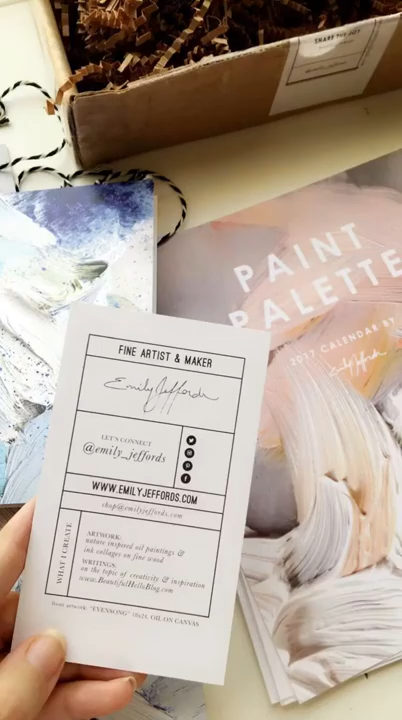 SHARE THE JOY
PAINT
PALETTE
2017 CALENDAR BY
Emily Jeffords
FINE ARTIST & MAKER
Emily Jeffords
LET'S CONNECT
@emily_jeffords
WWW.EMILYJEFFORDS.COM
shop@emilyjeffords.com
WHAT I CREATE
ARTWORK:
nature inspired oil paintings &
ink collages on fine wood
WRITINGS:
on the topic of creativity & inspiration
www.BeautifulHelloBlog.com
front artwork: "EVENSONG" 18x24, OIL ON CANVAS